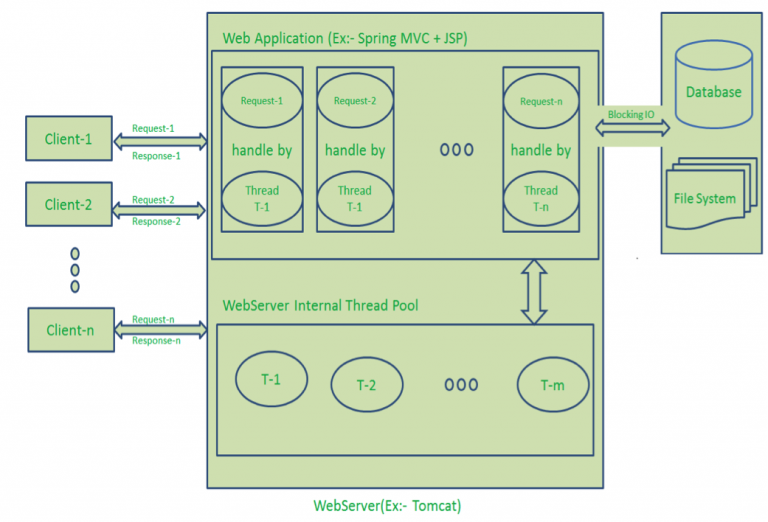 Web Application (Ex:- Spring MVC + JSP)
Request-1
Request-2
Request-n
Database
Blocking IO
Client-1
Request-1
Response-1
handle by
handle by
handle by
Client-2
Request-2
Response-2
Thread
T-1
Thread
T-1
Thread
T-n
File System
WebServer Internal Thread Pool
Client-n
Request-n
Response-n
T-1
T-2
T-m
WebServer(Ex:- Tomcat)